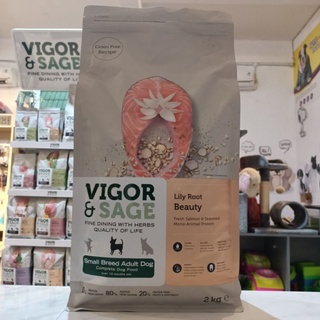 VIGOR
& SAGE
FINE DINING WITH HERBS
QUALITY OF LIFE
Grain Free
Recipe
VIGOR
& SAGE
FINE DINING WITH HERBS
QUALITY OF LIFE
Small Breed Adult Dog
Complete Dog Food
80%
20%
Lily Root
Beauty
Fresh Salmon & Seaweed
Mono-Animal Protein
2 kg e